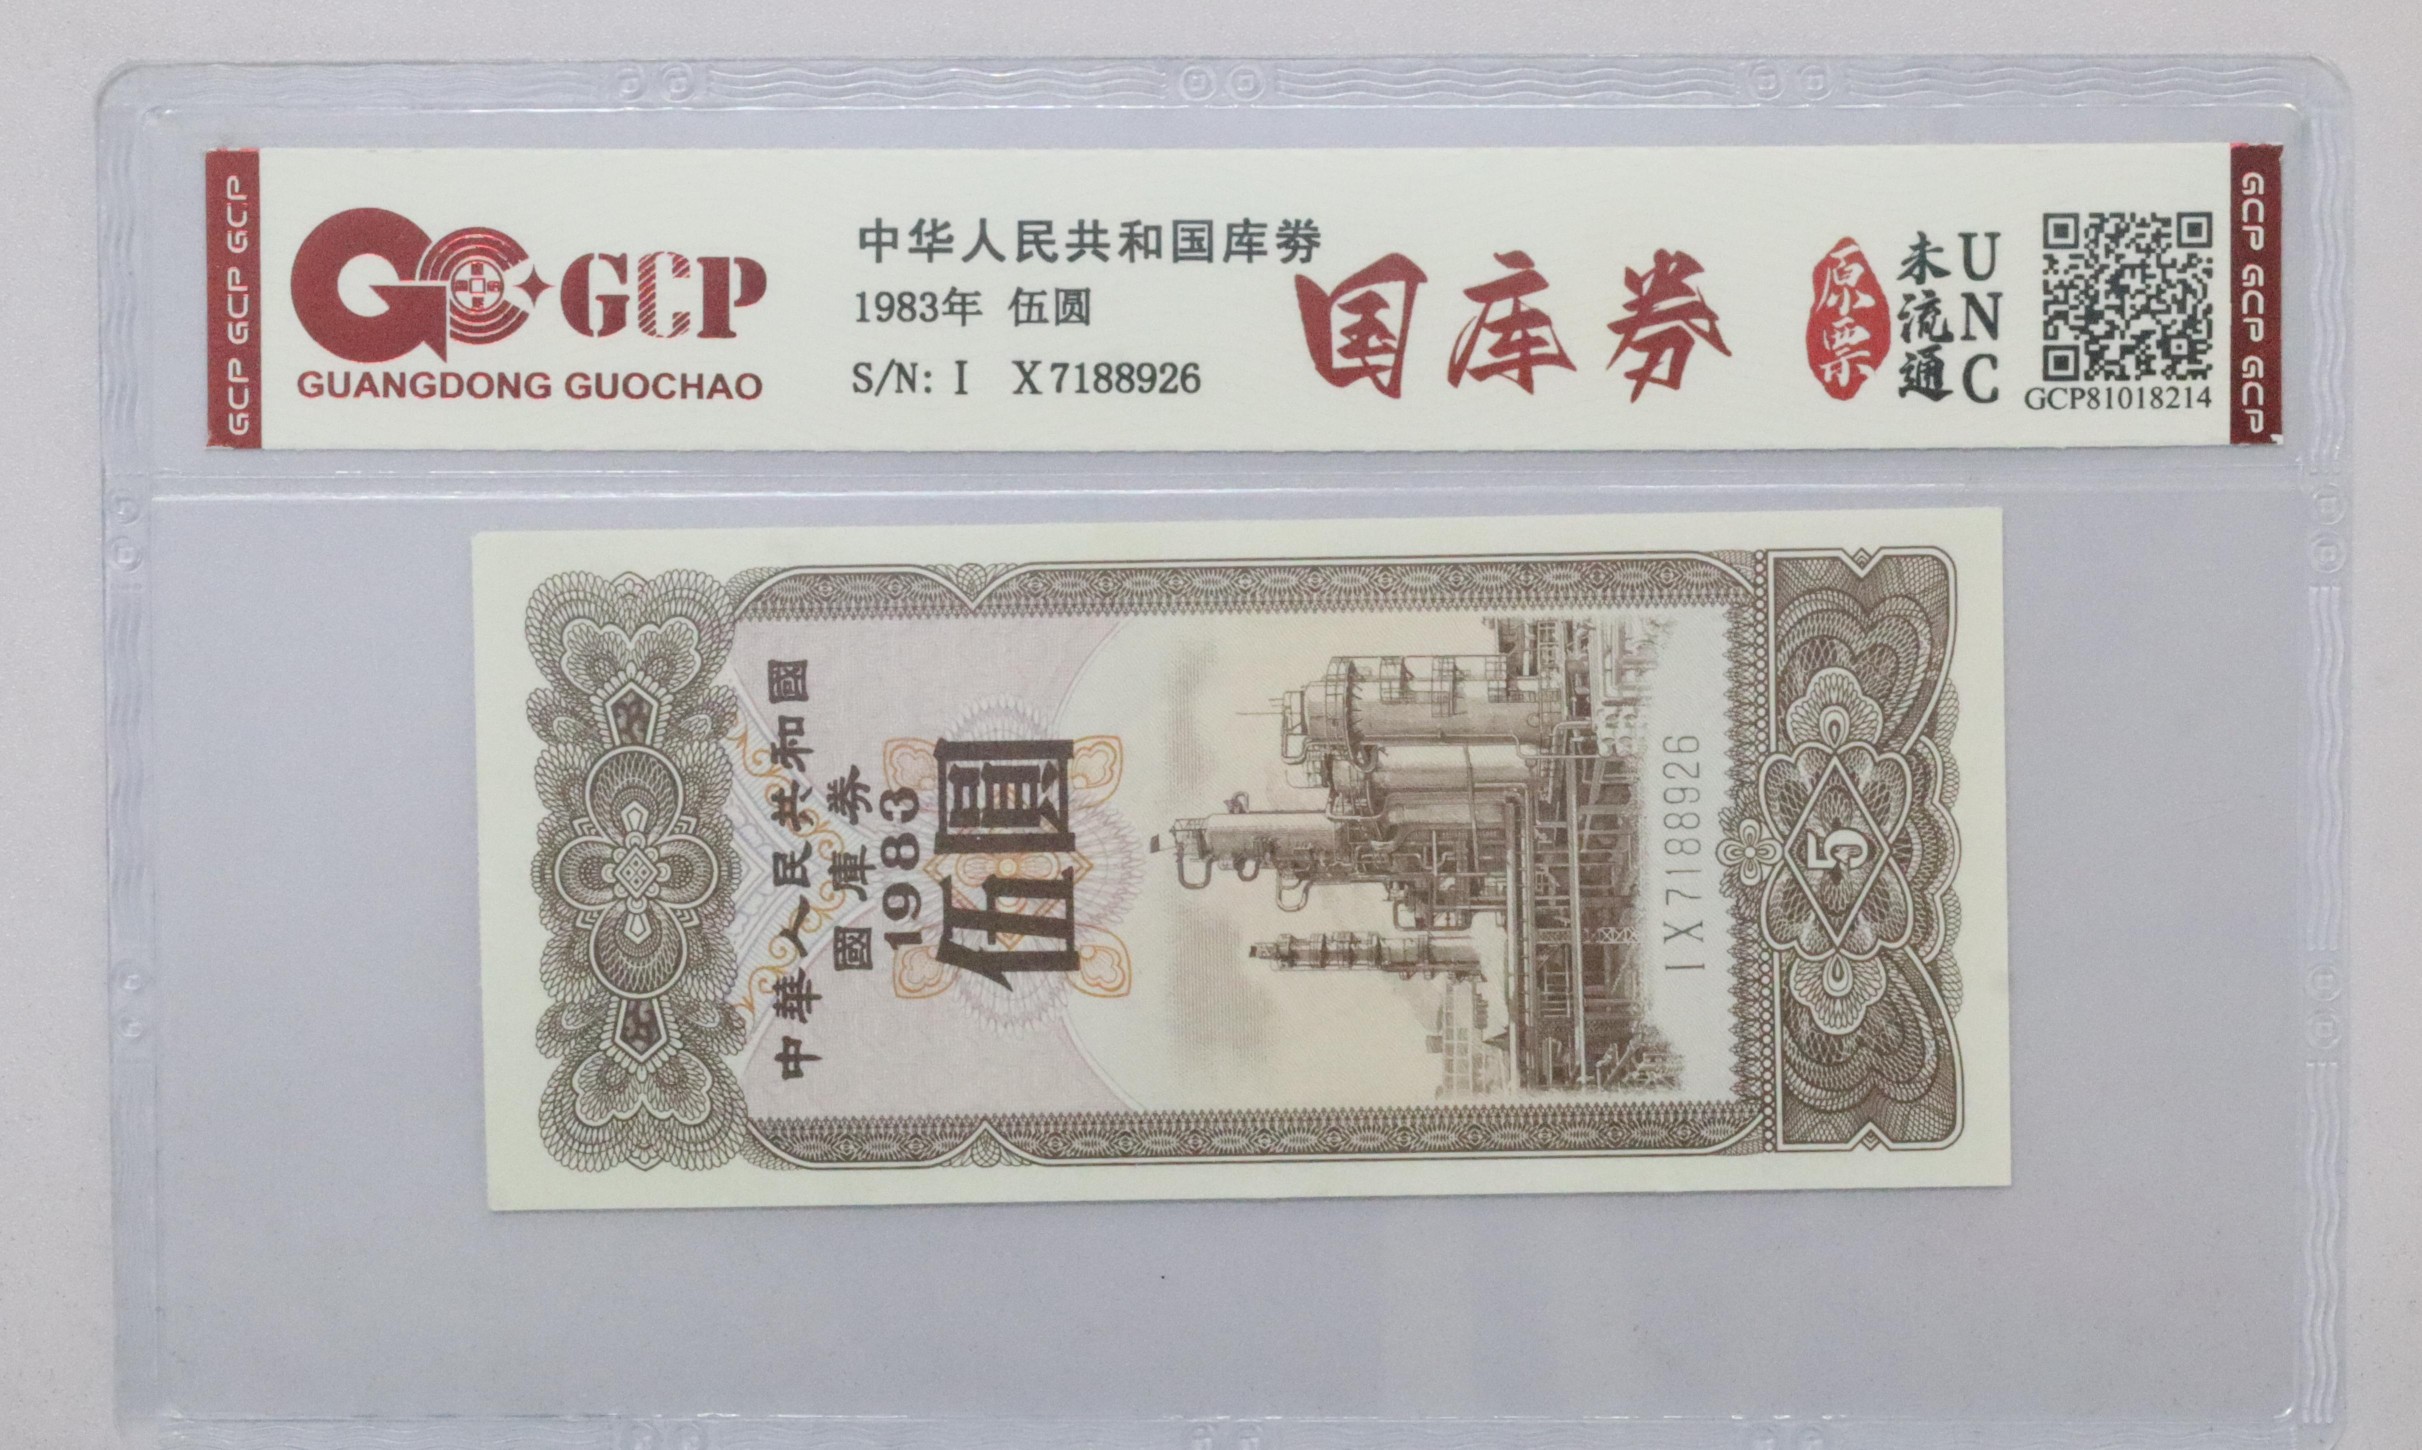 GCP GCP GCP
GCP
GUANGDONG GUOCHAO
中华人民共和国库劵
1983年 伍圆
S/N: I X7188926
国库券
原票
未流通
UNC
GCP81018214
GCP GCP GCP
中華人民共和國
國庫券
1983
伍圓
I X 7188926
5